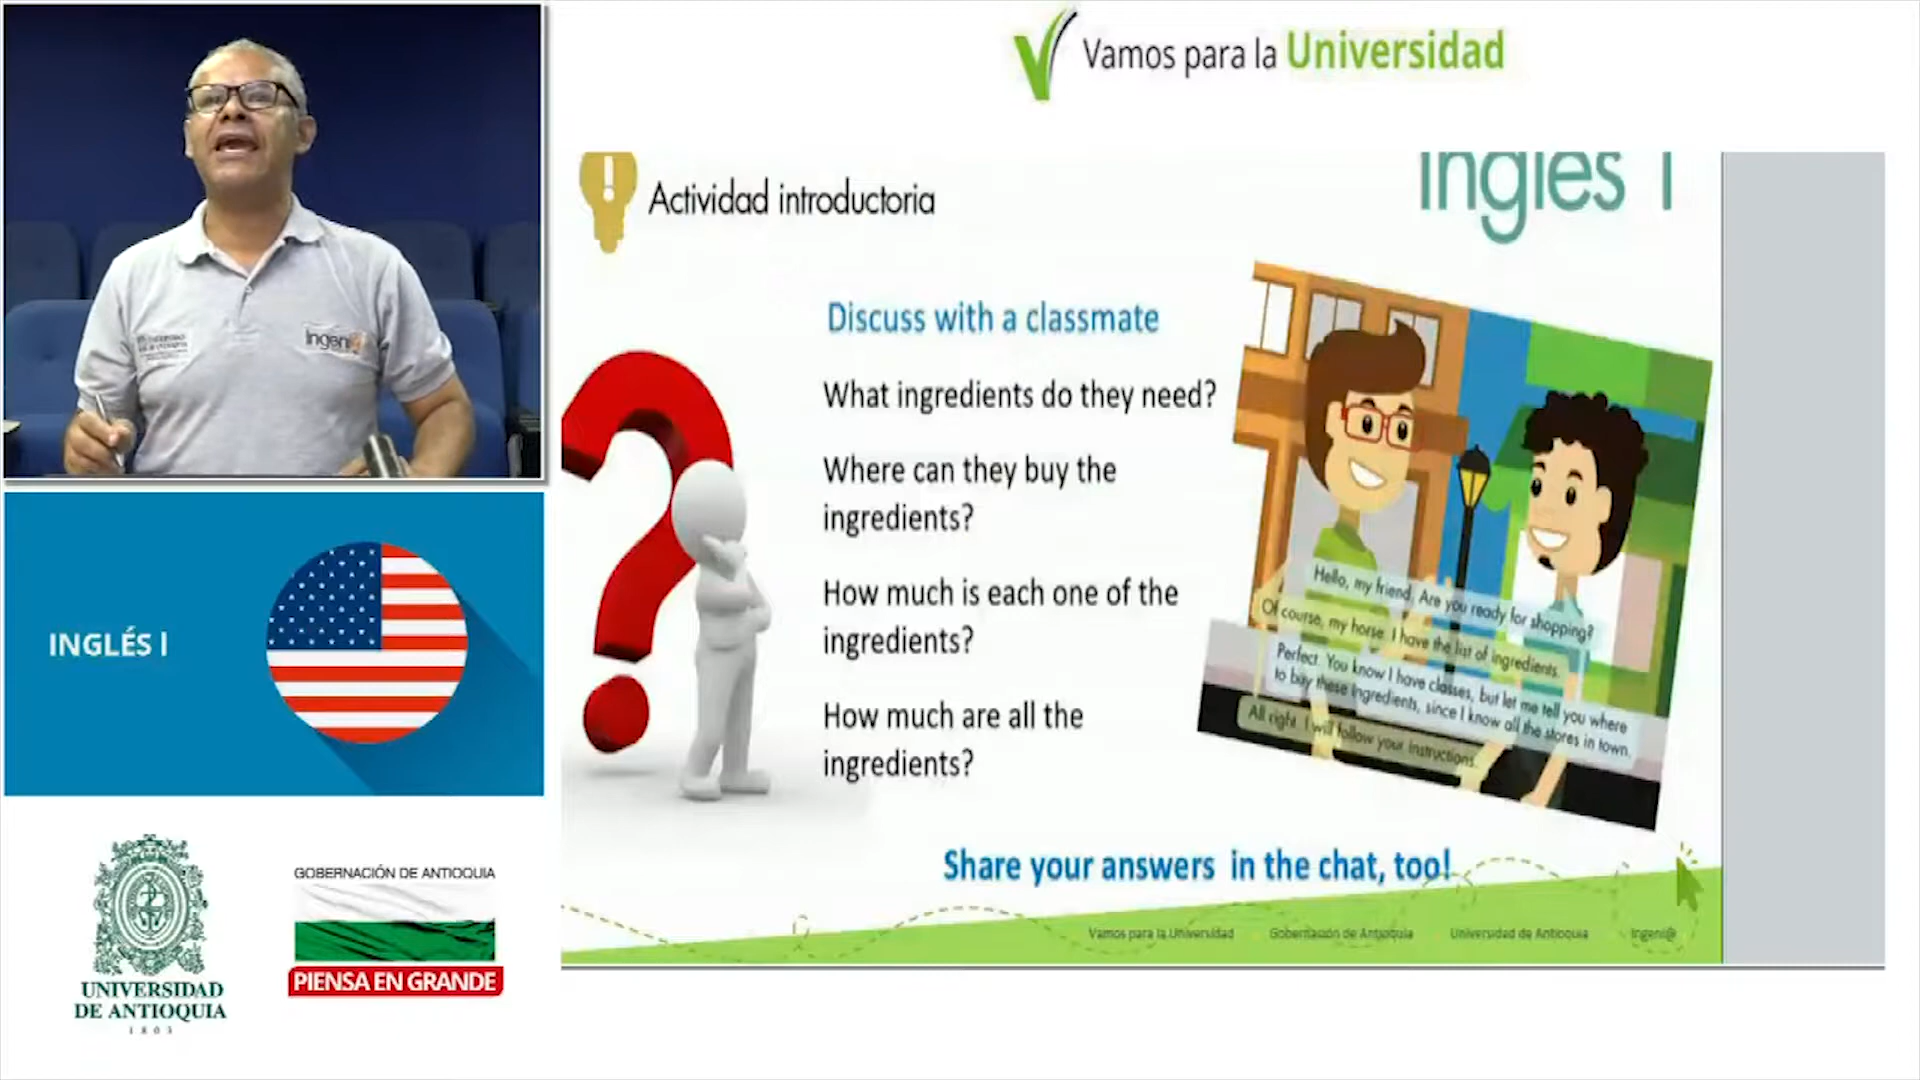 Vamos para la Universidad
Actividad introductoria
Inglés I
Discuss with a classmate
What ingredients do they need?
Where can they buy the
ingredients?
How much is each one of the
ingredients?
How much are all the
ingredients?
Hello, my friend. Are you ready for shopping?
Of course, my horse. I have the list of ingredients.
Perfect. You know I have classes, but let me tell you where
to buy these ingredients, since I know all the stores in town.
All right. I will follow your instructions.
Share your answers in the chat, too!
Vamos para la Universidad
Gobernación de Antioquia
Universidad de Antioquia
Ingeni@
Ingeni@
INGLÉS I
UNIVERSIDAD
DE ANTIOQUIA
1803
GOBERNACIÓN DE ANTIOQUIA
PIENSA EN GRANDE